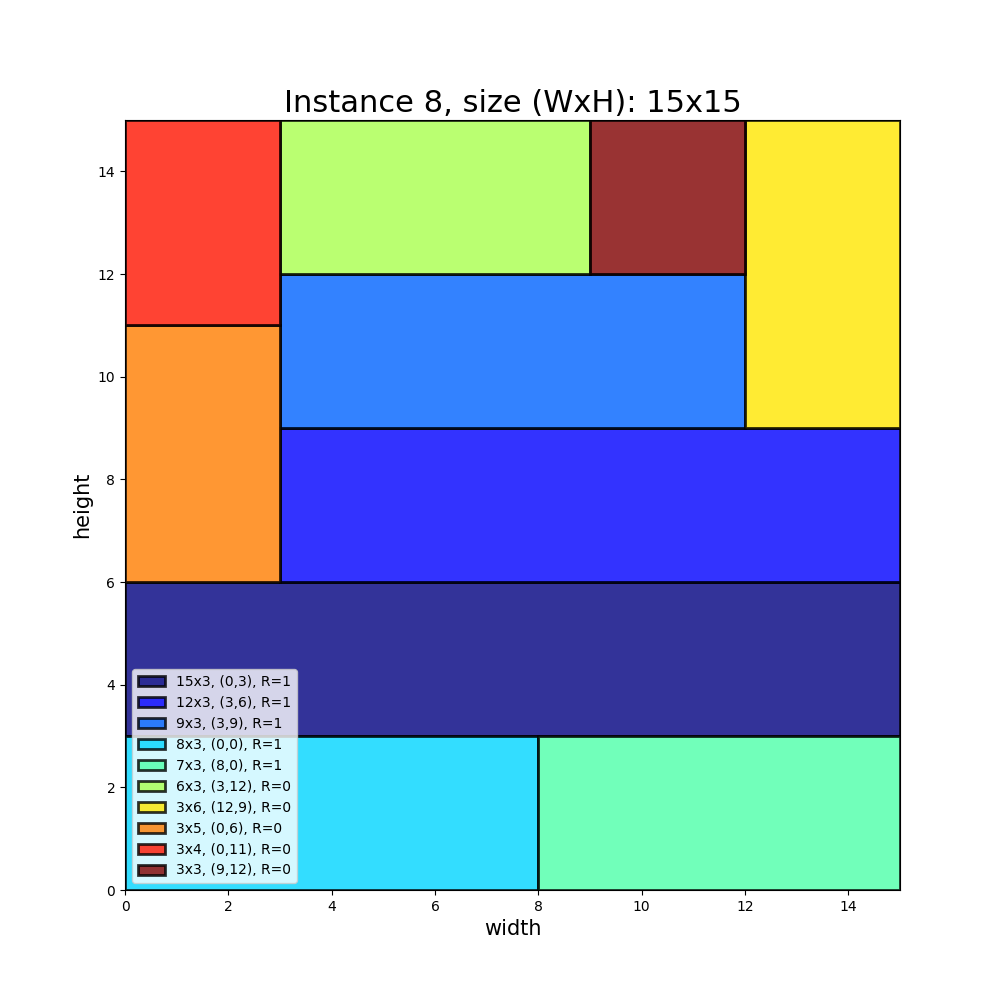 Instance 8, size (WxH): 15x15
height
14
12
10
8
6
4
2
0
15x3, (0,3), R=1
12x3, (3,6), R=1
9x3, (3,9), R=1
8x3, (0,0), R=1
7x3, (8,0), R=1
6x3, (3,12), R=0
3x6, (12,9), R=0
3x5, (0,6), R=0
3x4, (0,11), R=0
3x3, (9,12), R=0
0 2 4 6 8 10 12 14
width